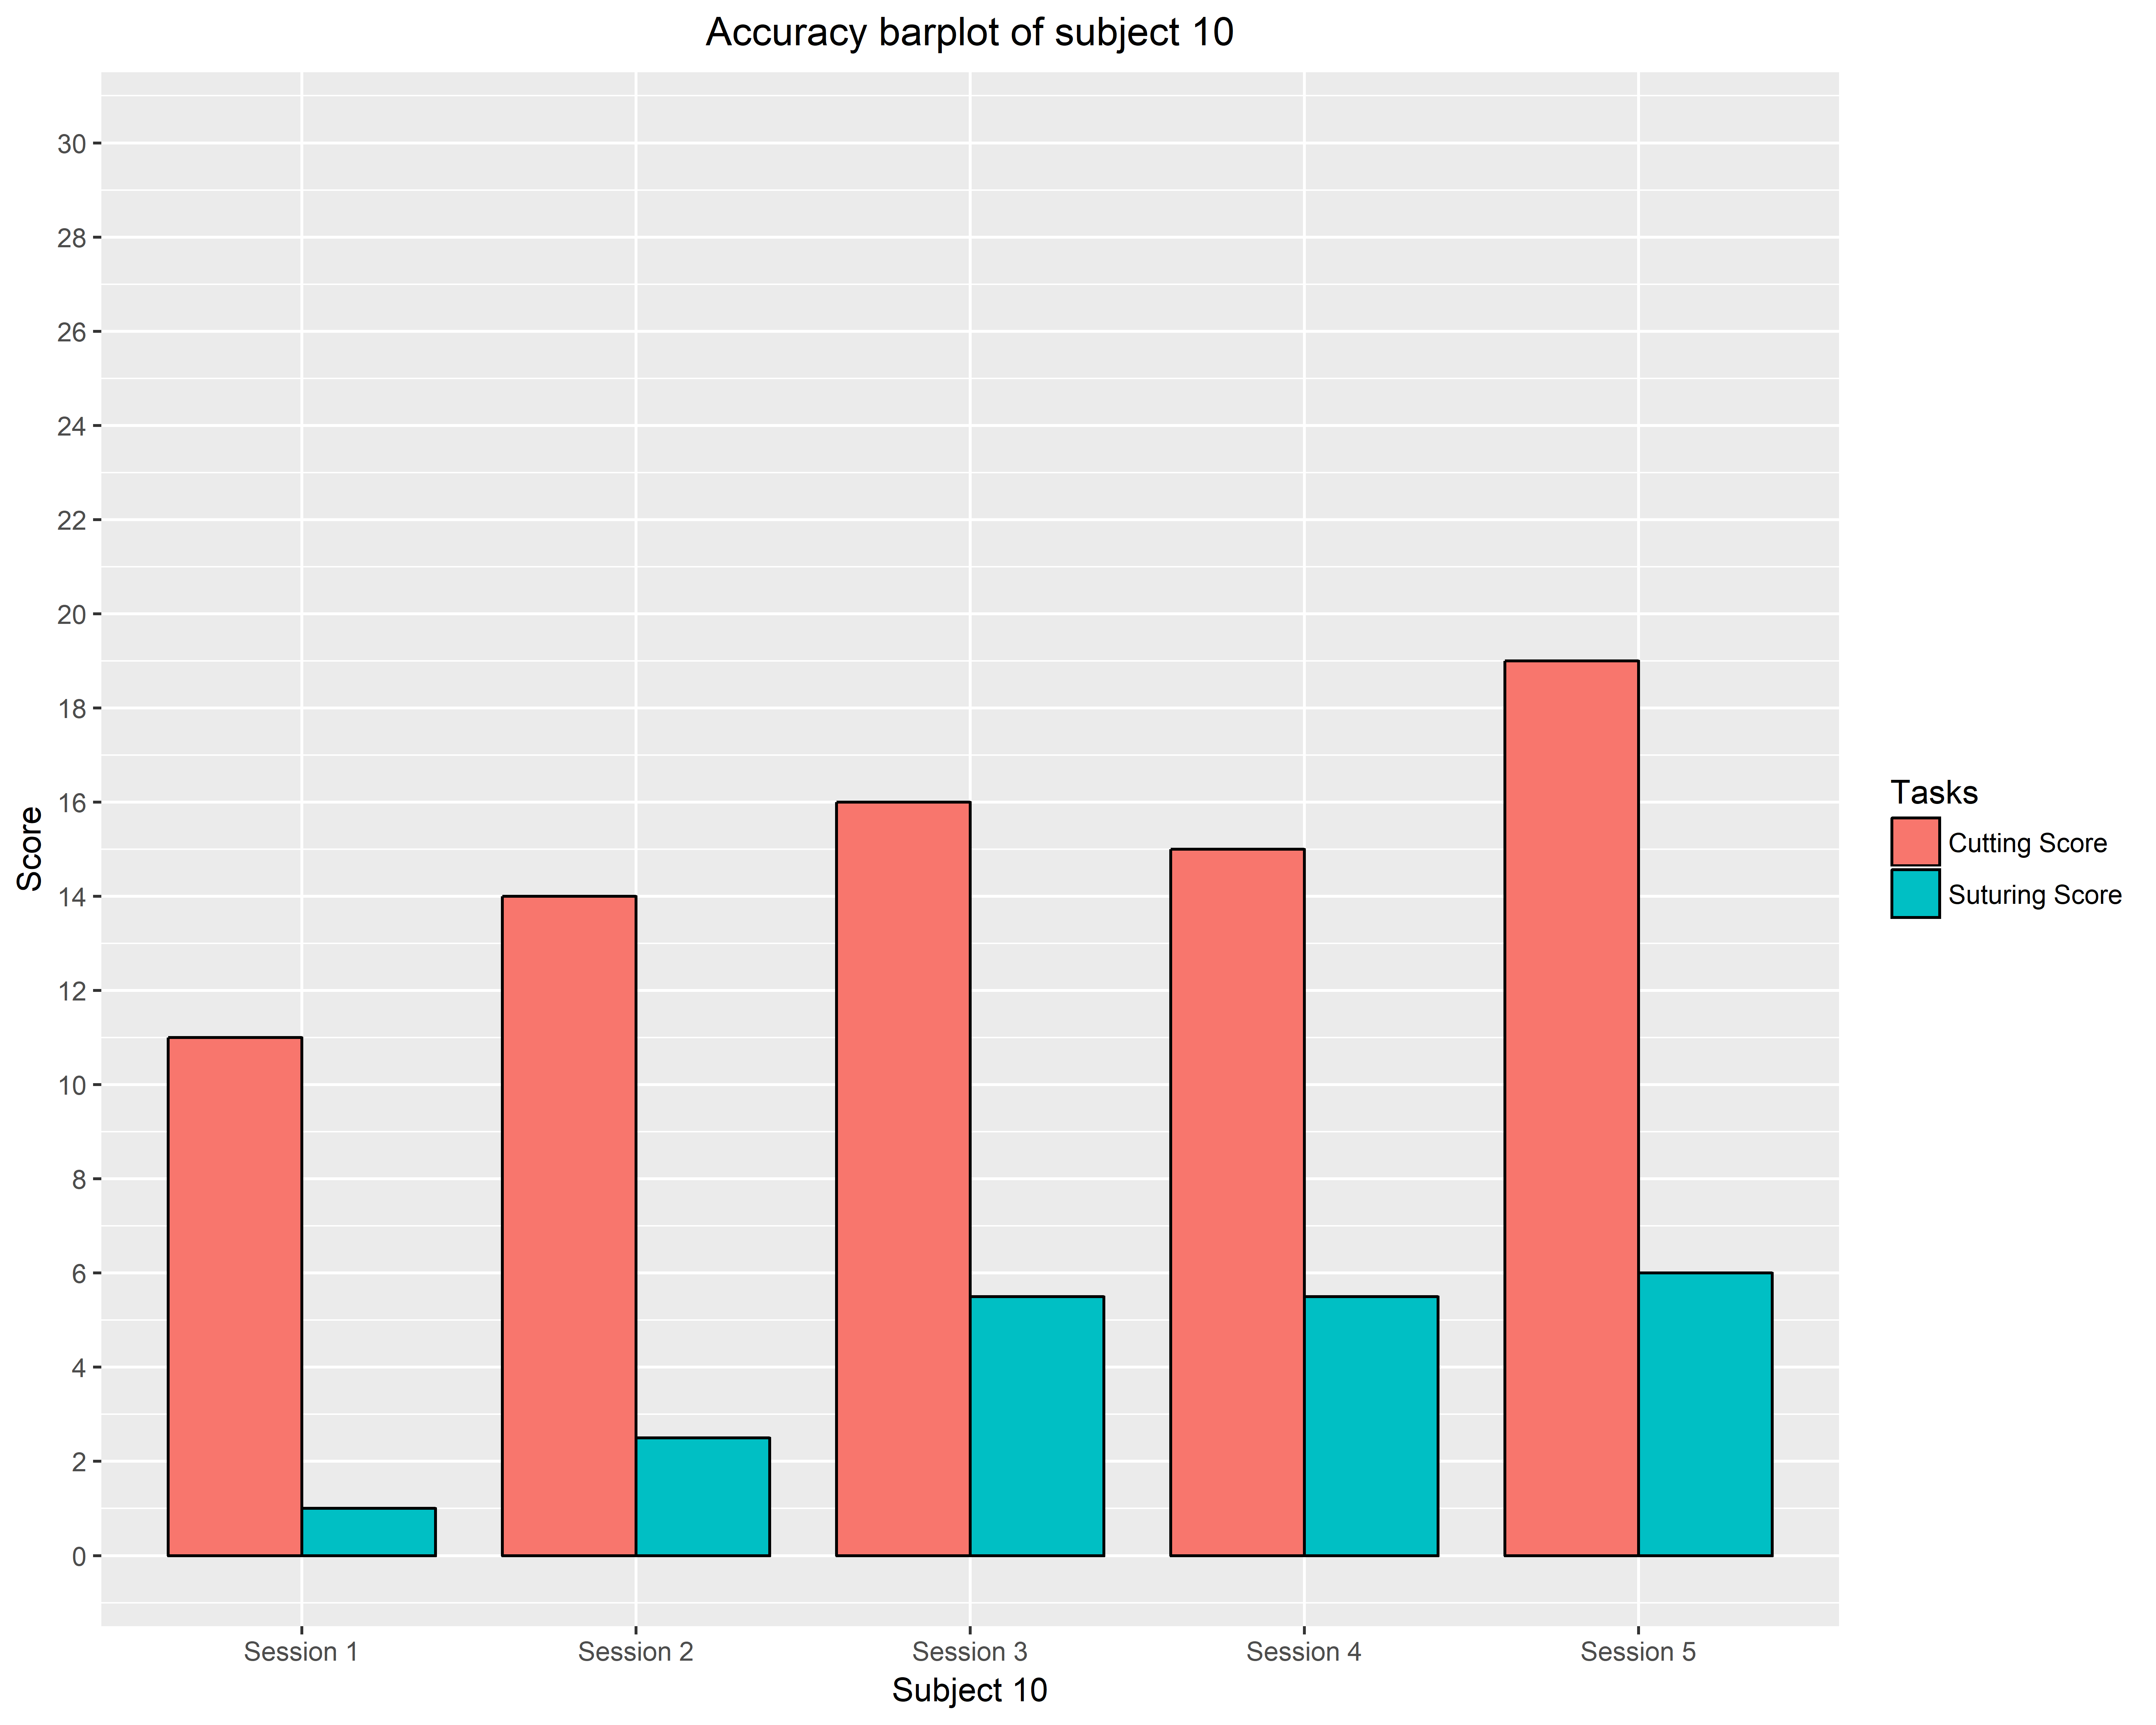 Accuracy barplot of subject 10
30
28
26
24
22
20
18
16
14
12
10
8
6
4
2
0
Score
Session 1
Session 2
Session 3
Session 4
Session 5
Subject 10
Tasks
Cutting Score
Suturing Score